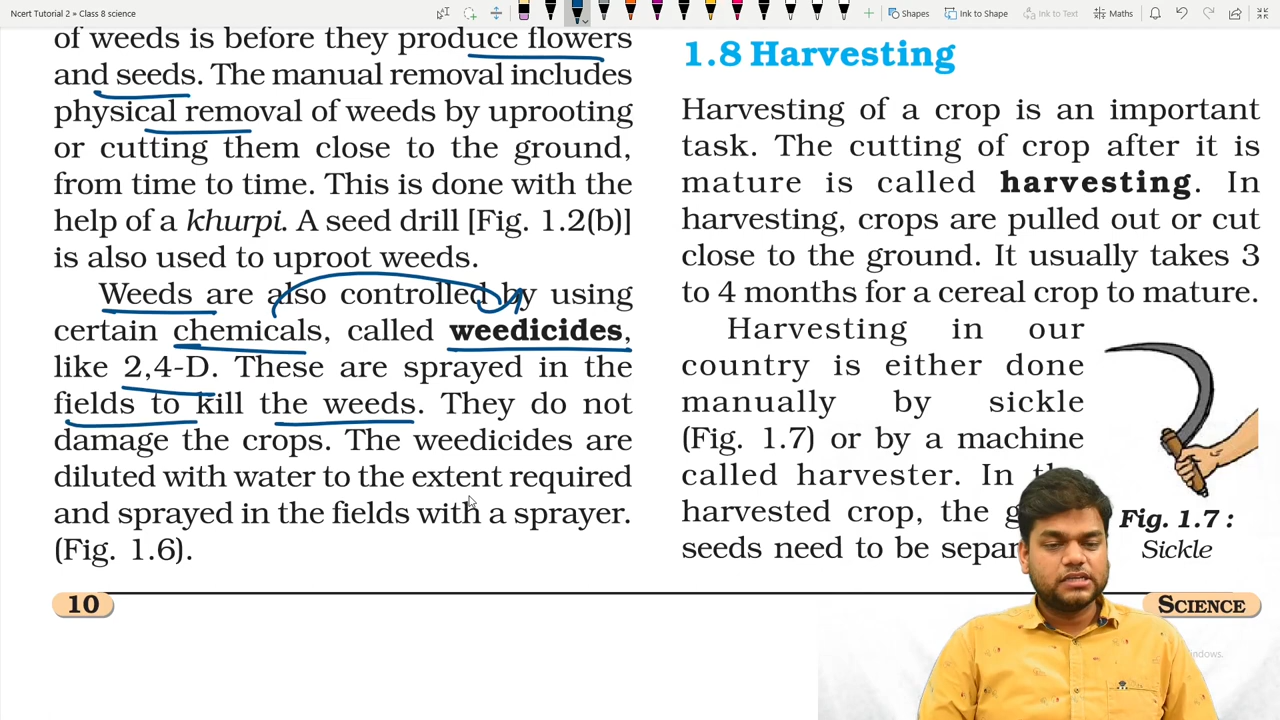 Ncert Tutorial 2 » Class 8 science
Shapes
Ink to Shape
Ink to Text
Maths
of weeds is before they produce flowers
and seeds. The manual removal includes
physical removal of weeds by uprooting
or cutting them close to the ground,
from time to time. This is done with the
help of a khurpi. A seed drill [Fig. 1.2(b)]
is also used to uproot weeds.
Weeds are also controlled by using
certain chemicals, called weedicides,
like 2,4-D. These are sprayed in the
fields to kill the weeds. They do not
damage the crops. The weedicides are
diluted with water to the extent required
and sprayed in the fields with a sprayer.
(Fig. 1.6).
10
1.8 Harvesting
Harvesting of a crop is an important
task. The cutting of crop after it is
mature is called harvesting. In
harvesting, crops are pulled out or cut
close to the ground. It usually takes 3
to 4 months for a cereal crop to mature.
Harvesting in our
country is either done
manually by sickle
(Fig. 1.7) or by a machine
called harvester. In
harvested crop, the
seeds need to be
Fig. 1.7 :
Sickle
SCIENCE